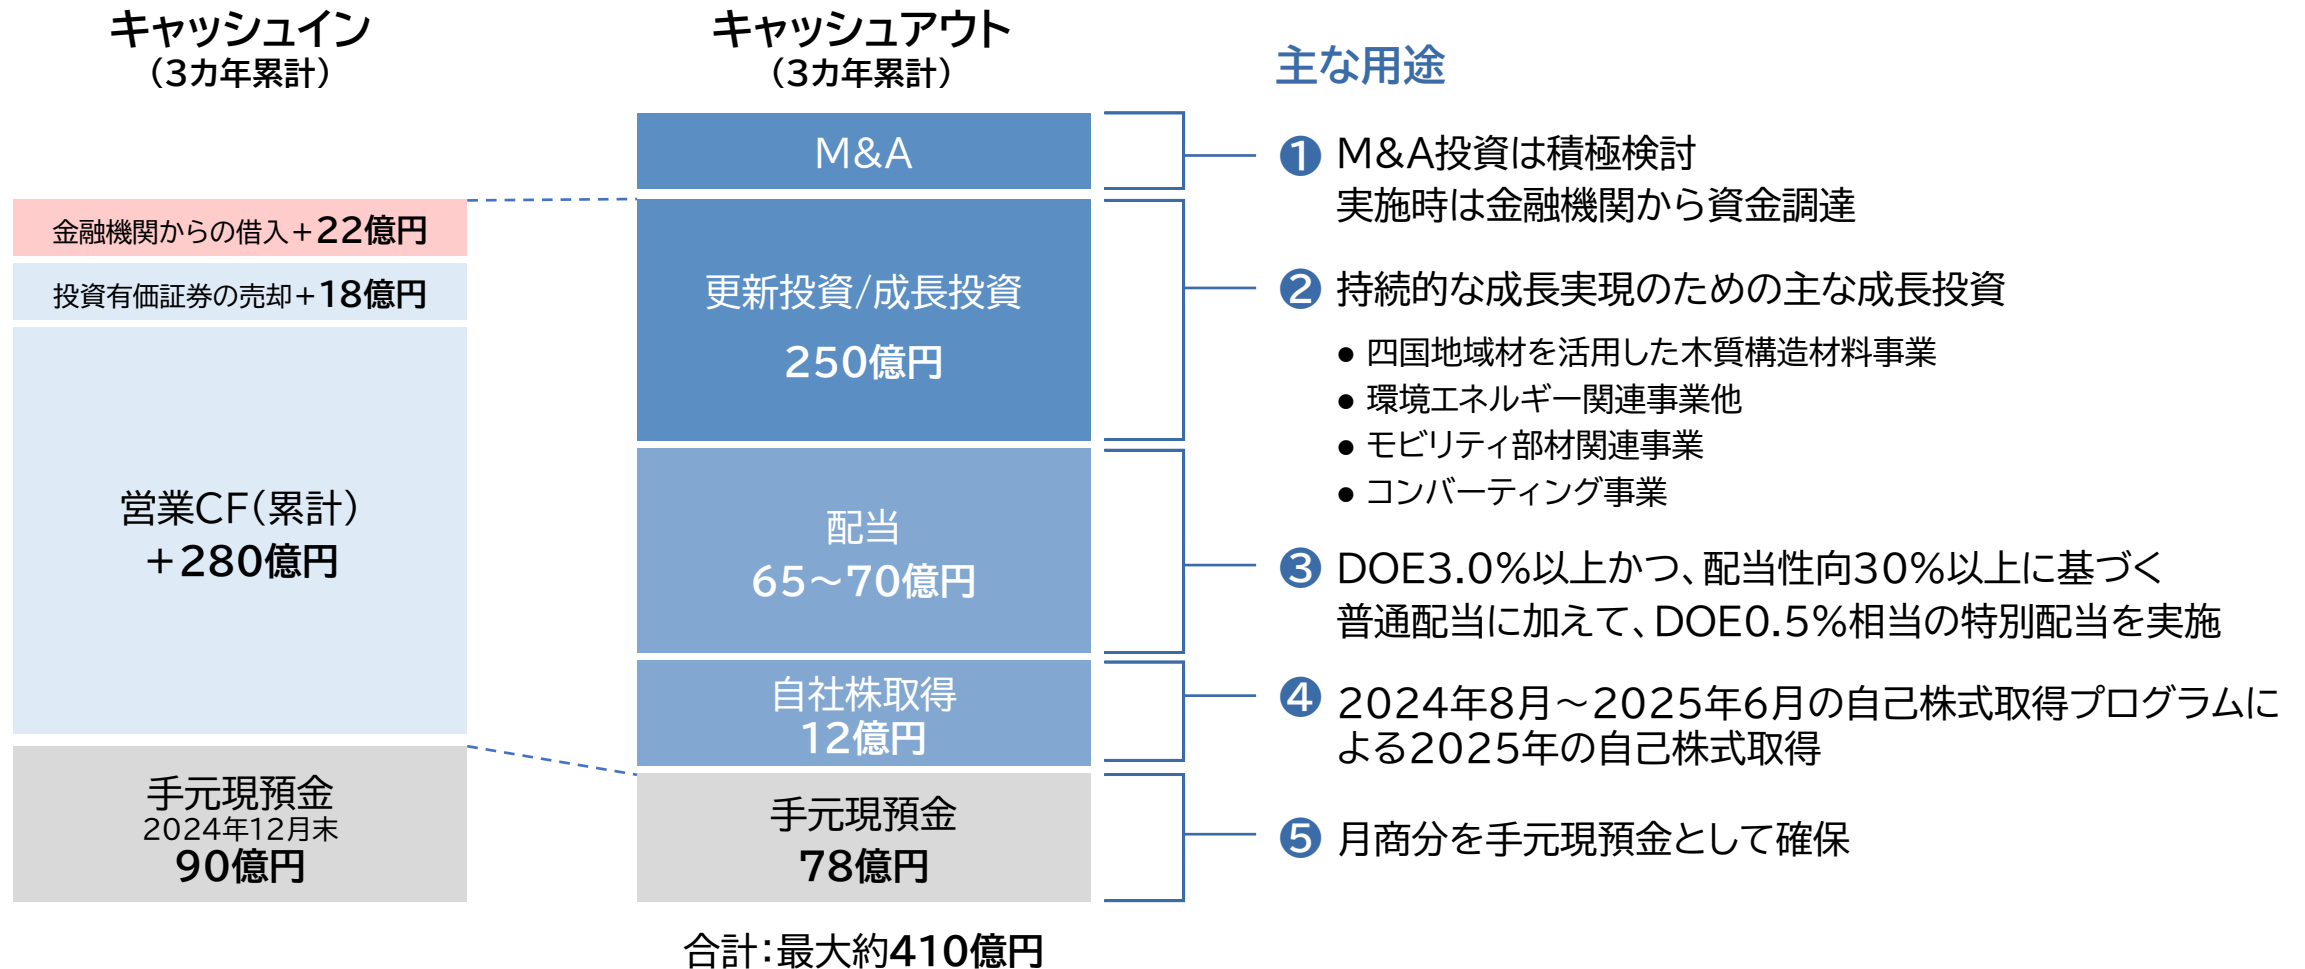 キャッシュイン
（3カ年累計）
金融機関からの借入＋22億円
投資有価証券の売却＋18億円
営業CF（累計）
＋280億円
手元現預金
2024年12月末
90億円
キャッシュアウト
（3カ年累計）
M&A
更新投資/成長投資
250億円
配当
65～70億円
自社株取得
12億円
手元現預金
78億円
合計：最大約410億円
主な用途
❶ M&A投資は積極検討
実施時は金融機関から資金調達
❷ 持続的な成長実現のための主な成長投資
● 四国地域材を活用した木質構造材料事業
● 環境エネルギー関連事業他
● モビリティ部材関連事業
● コンバーティング事業
❸ DOE3.0%以上かつ、配当性向30%以上に基づく
普通配当に加えて、DOE0.5%相当の特別配当を実施
❹ 2024年8月～2025年6月の自己株式取得プログラムに
よる2025年の自己株式取得
❺ 月商分を手元現預金として確保